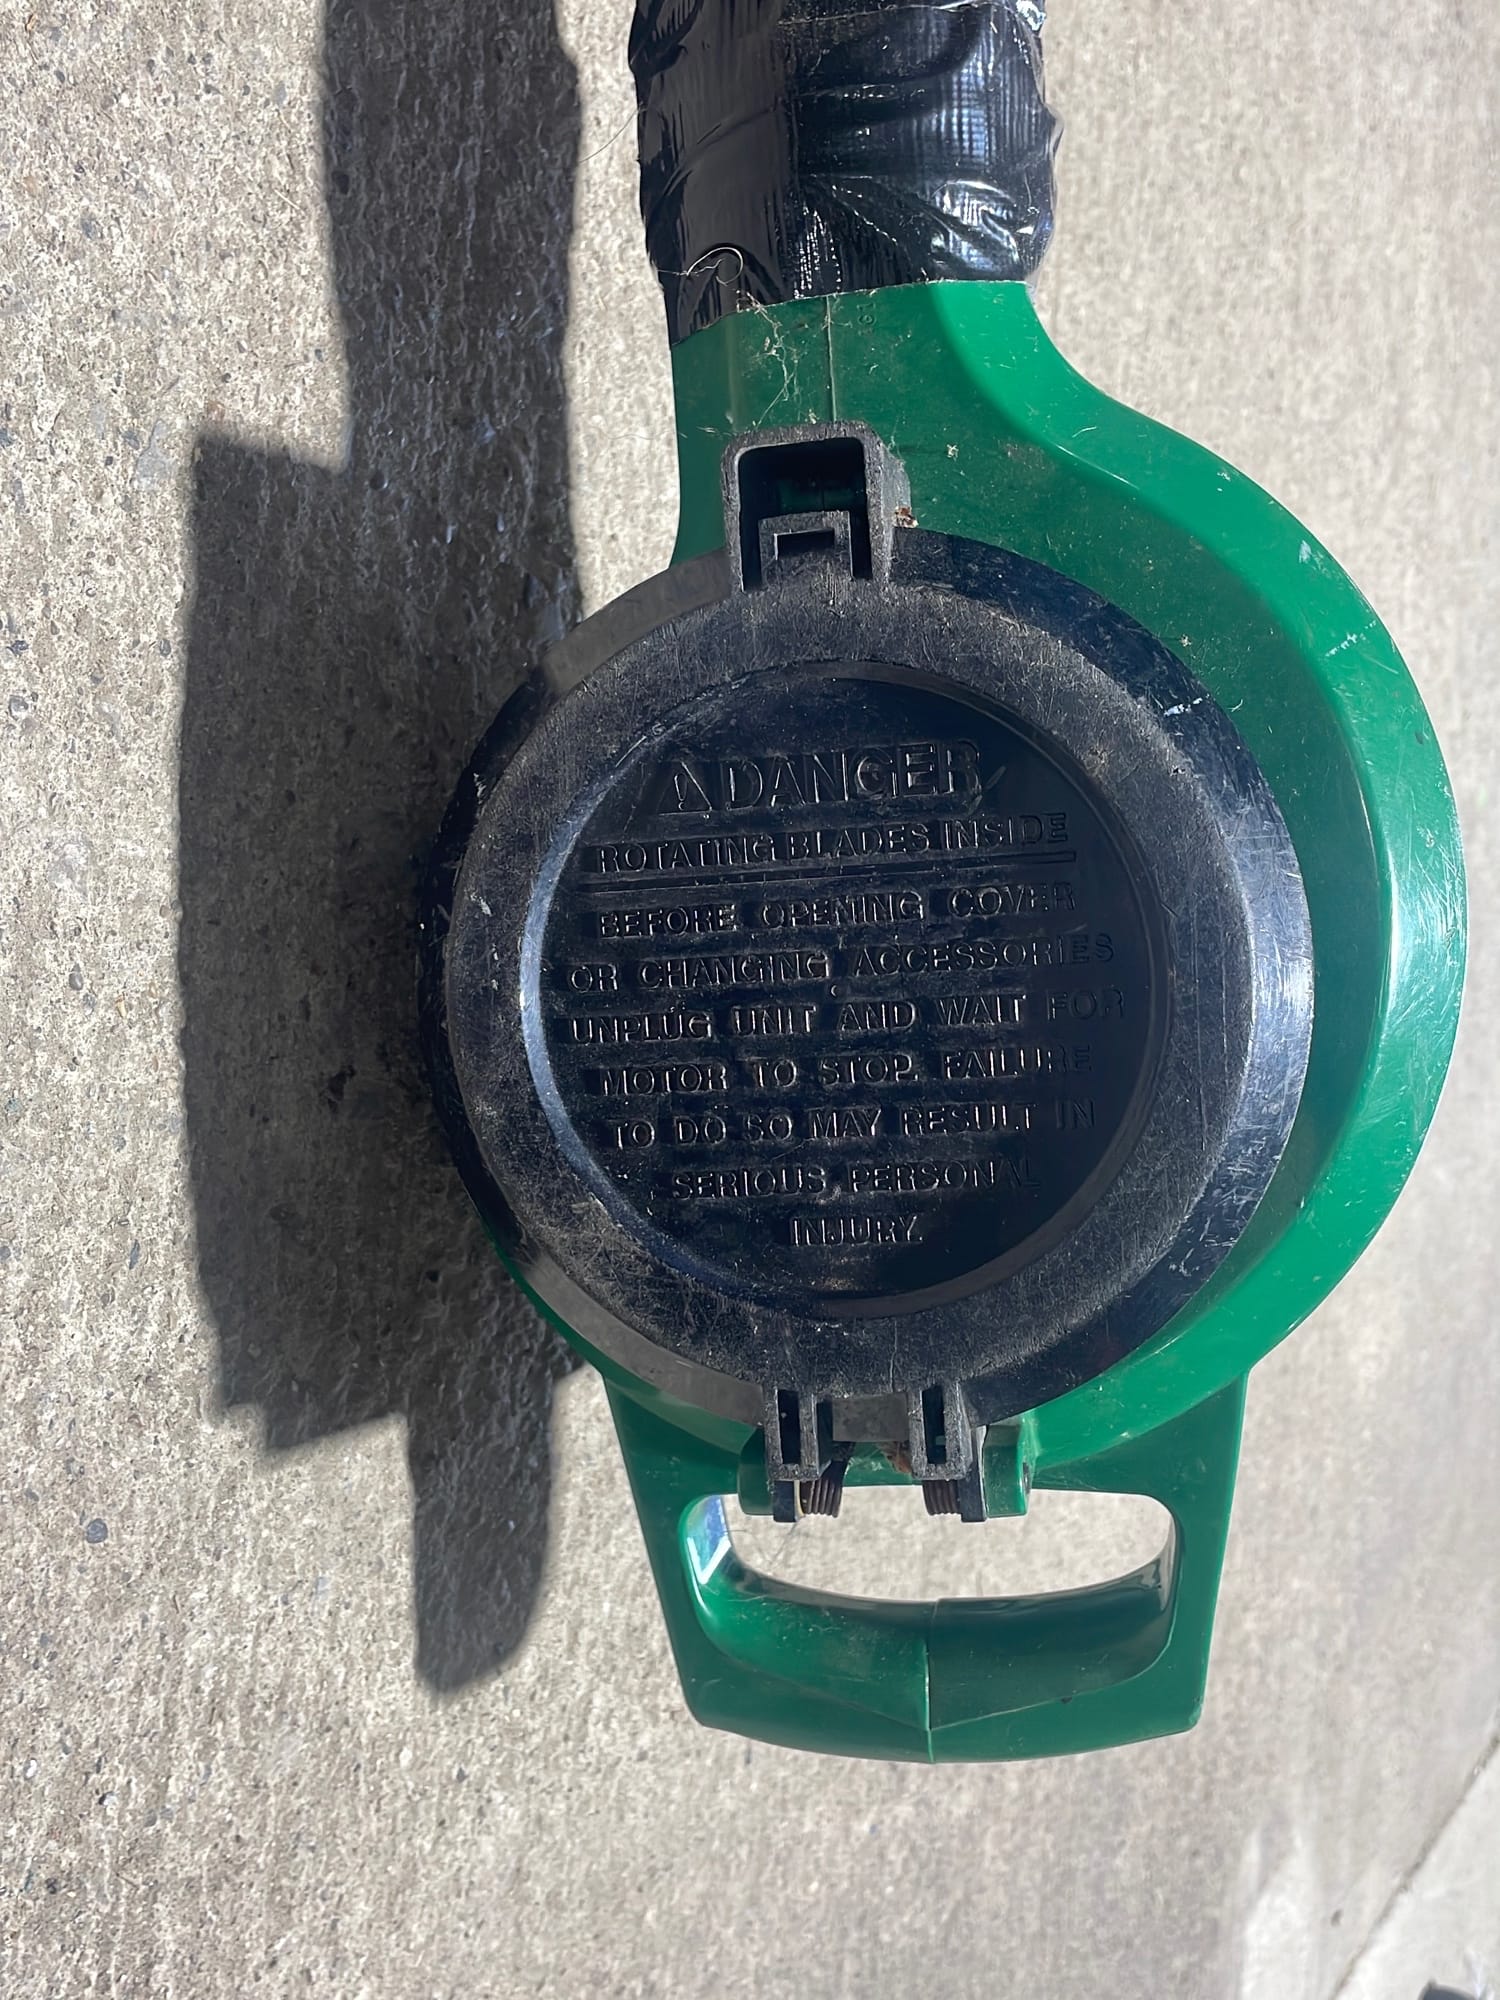 DANGER
ROTATING BLADES INSIDE
BEFORE OPENING COVER
OR CHANGING ACCESSORIES
UNPLUG UNIT AND WAIT FOR
MOTOR TO STOP. FAILURE
TO DO SO MAY RESULT IN
SERIOUS PERSONAL
INJURY.